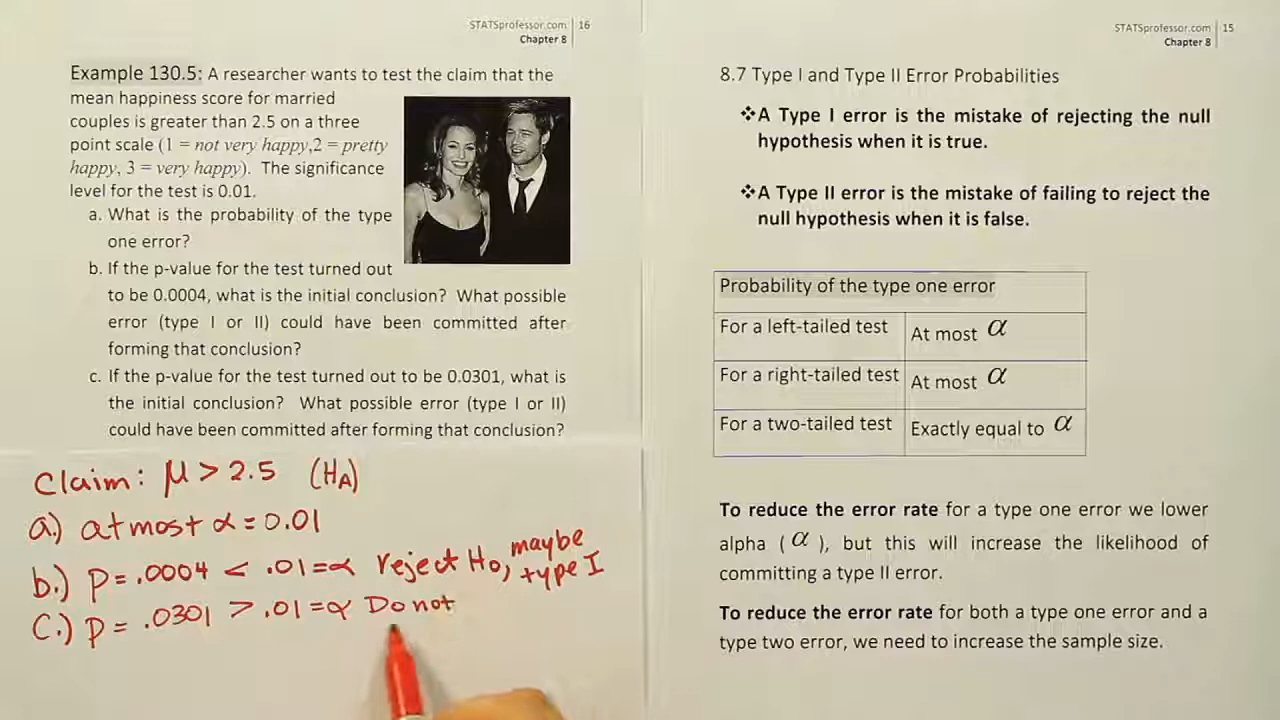 STATSprofessor.com | 16
Chapter 8
Example 130.5: A researcher wants to test the claim that the
mean happiness score for married
couples is greater than 2.5 on a three
point scale (1 = not very happy,2 = pretty
happy, 3 = very happy). The significance
level for the test is 0.01.
a. What is the probability of the type
one error?
b. If the p-value for the test turned out
to be 0.0004, what is the initial conclusion? What possible
error (type I or II) could have been committed after
forming that conclusion?
c. If the p-value for the test turned out to be 0.0301, what is
the initial conclusion? What possible error (type I or II)
could have been committed after forming that conclusion?
Claim: μ > 2.5 (HA)
a.) at most α = 0.01
b.) p = .0004 < .01 = α reject Ho, maybe
type I
C.) p = .0301 > .01 = α Do not
STATSprofessor.com | 15
Chapter 8
8.7 Type I and Type II Error Probabilities
❖A Type I error is the mistake of rejecting the null
hypothesis when it is true.
❖A Type II error is the mistake of failing to reject the
null hypothesis when it is false.
Probability of the type one error
For a left-tailed test At most α
For a right-tailed test At most α
For a two-tailed test Exactly equal to α
To reduce the error rate for a type one error we lower
alpha ( α ), but this will increase the likelihood of
committing a type II error.
To reduce the error rate for both a type one error and a
type two error, we need to increase the sample size.